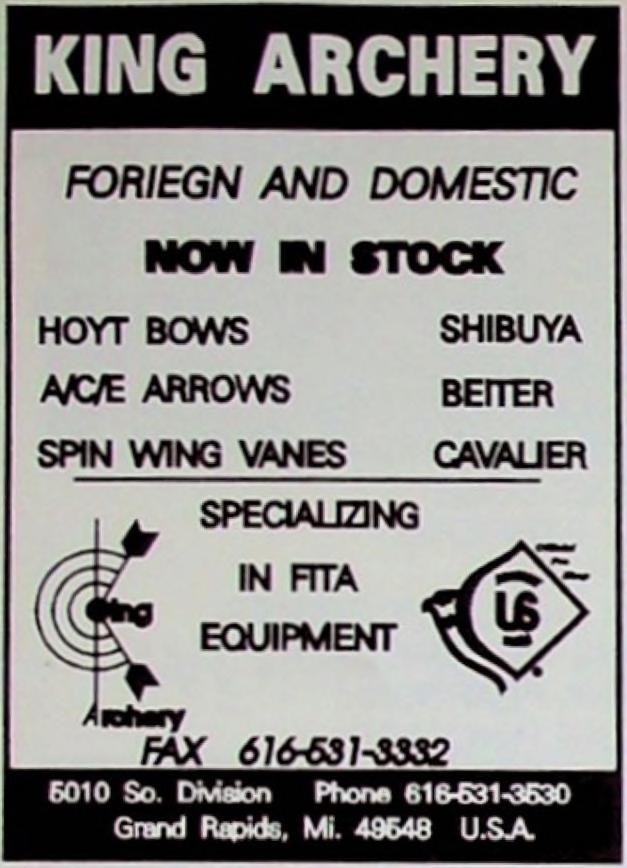 KING ARCHERY
FORIEGN AND DOMESTIC
NOW IN STOCK
HOYT BOWS SHIBUYA
A/C/E ARROWS BEITER
SPIN WING VANES CAVALIER
SPECIALIZING
IN FITA
EQUIPMENT
King
Archery
US
FAX 616-531-3332
5010 So. Division Phone 616-531-3530
Grand Rapids, Mi. 49548 U.S.A.